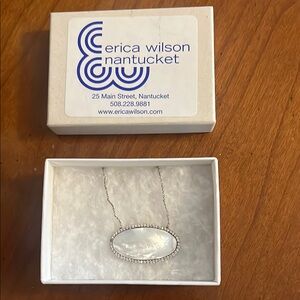 erica wilson
nantucket
25 Main Street, Nantucket
508.228.9881
www.ericawilson.com